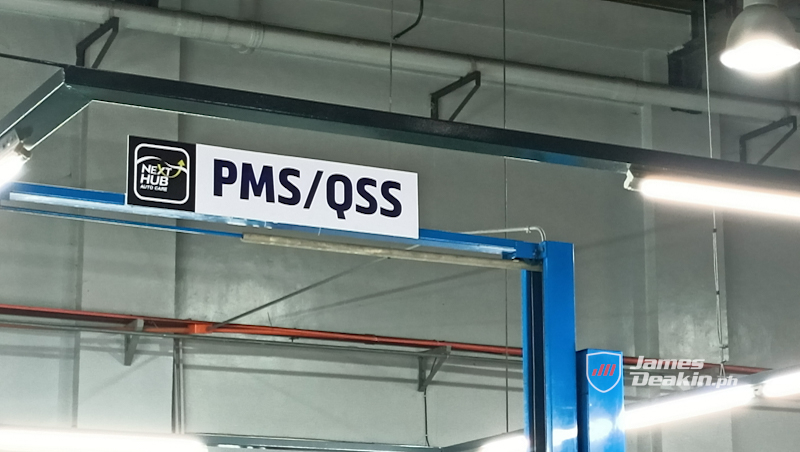 NEXT
HUB
AUTO CARE
PMS/QSS
James
Deakin.ph